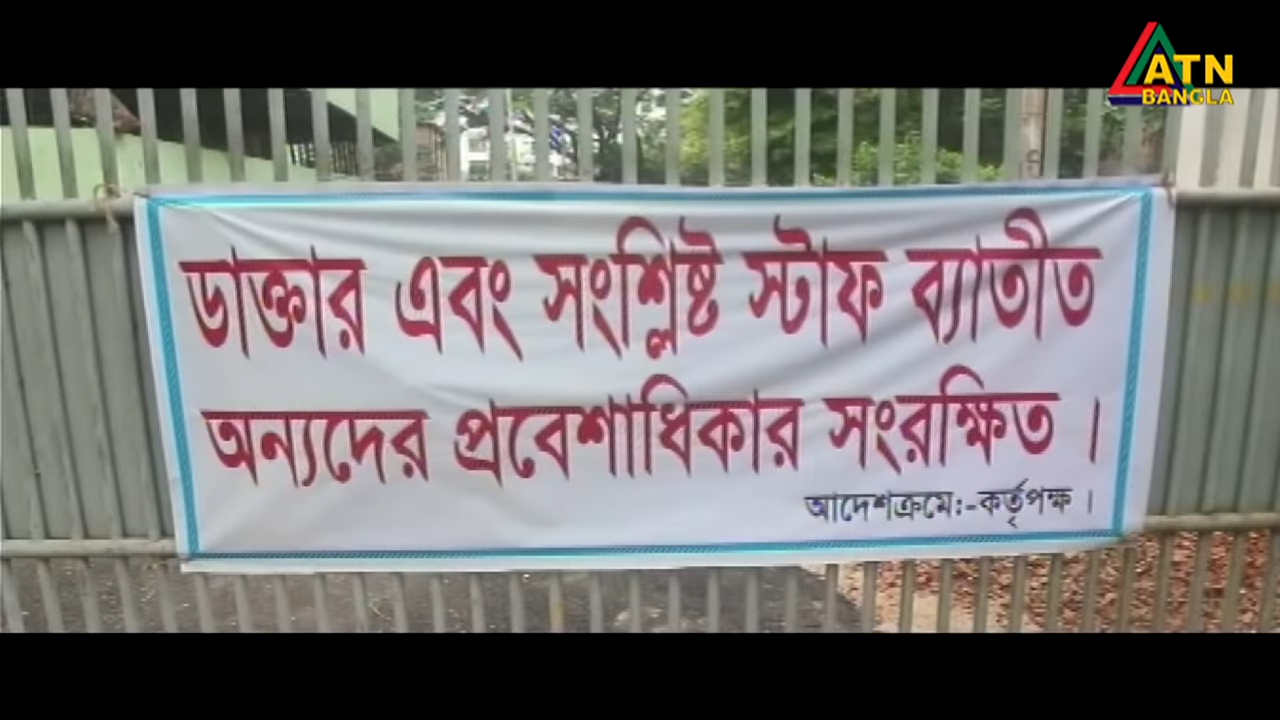 ATN
BANGLA
ডাক্তার এবং সংশ্লিষ্ট স্টাফ ব্যাতীত
অন্যদের প্রবেশাধিকার সংরক্ষিত ।
আদেশক্রমে:-কর্তৃপক্ষ ।